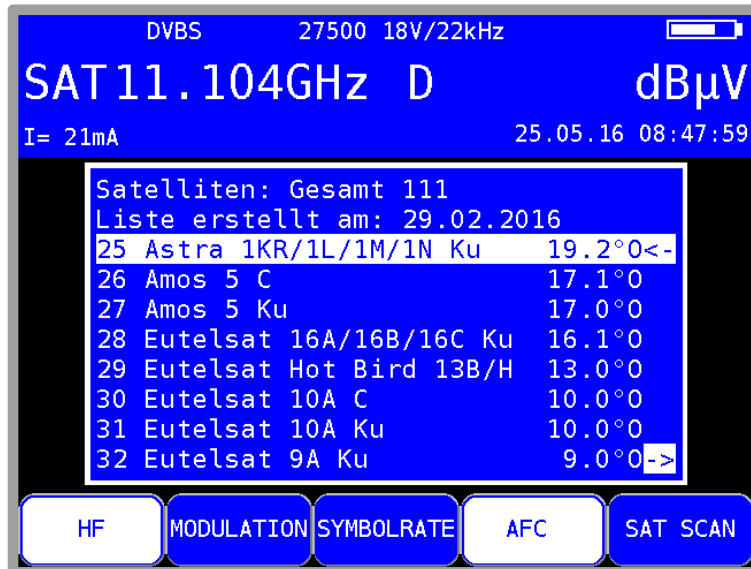 DVBS 27500 18V/22kHz
SAT11.104GHz D dBµV
I= 21mA 25.05.16 08:47:59
Satelliten: Gesamt 111
Liste erstellt am: 29.02.2016
25 Astra 1KR/1L/1M/1N Ku 19.2°O<-
26 Amos 5 C 17.1°O
27 Amos 5 Ku 17.0°O
28 Eutelsat 16A/16B/16C Ku 16.1°O
29 Eutelsat Hot Bird 13B/H 13.0°O
30 Eutelsat 10A C 10.0°O
31 Eutelsat 10A Ku 10.0°O
32 Eutelsat 9A Ku 9.0°O->
HF MODULATION SYMBOLRATE AFC SAT SCAN